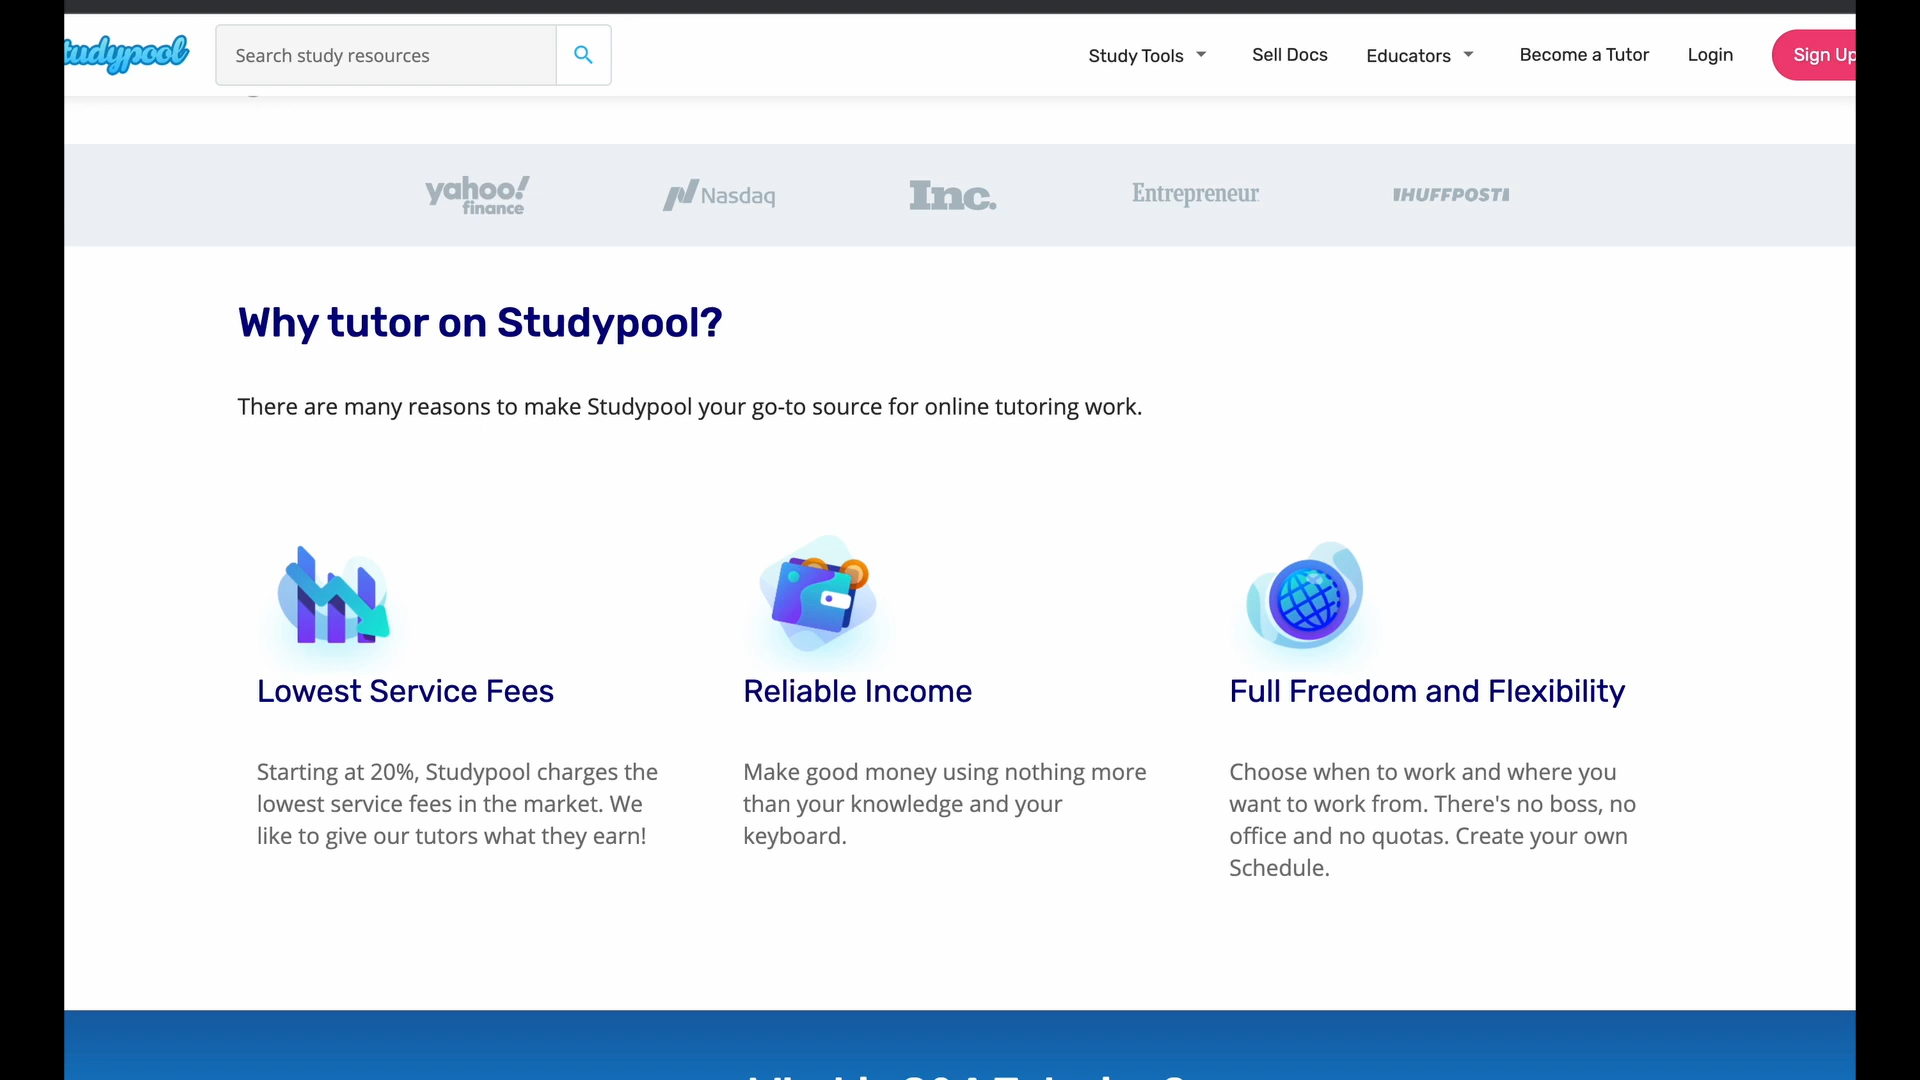 Search study resources
Study Tools
Sell Docs
Educators
Become a Tutor
Login
Sign Up
yahoo! finance
Nasdaq
Inc.
Entrepreneur
HUFFPOST
Why tutor on Studypool?
There are many reasons to make Studypool your go-to source for online tutoring work.
Lowest Service Fees
Starting at 20%, Studypool charges the
lowest service fees in the market. We
like to give our tutors what they earn!
Reliable Income
Make good money using nothing more
than your knowledge and your
keyboard.
Full Freedom and Flexibility
Choose when to work and where you
want to work from. There's no boss, no
office and no quotas. Create your own
Schedule.